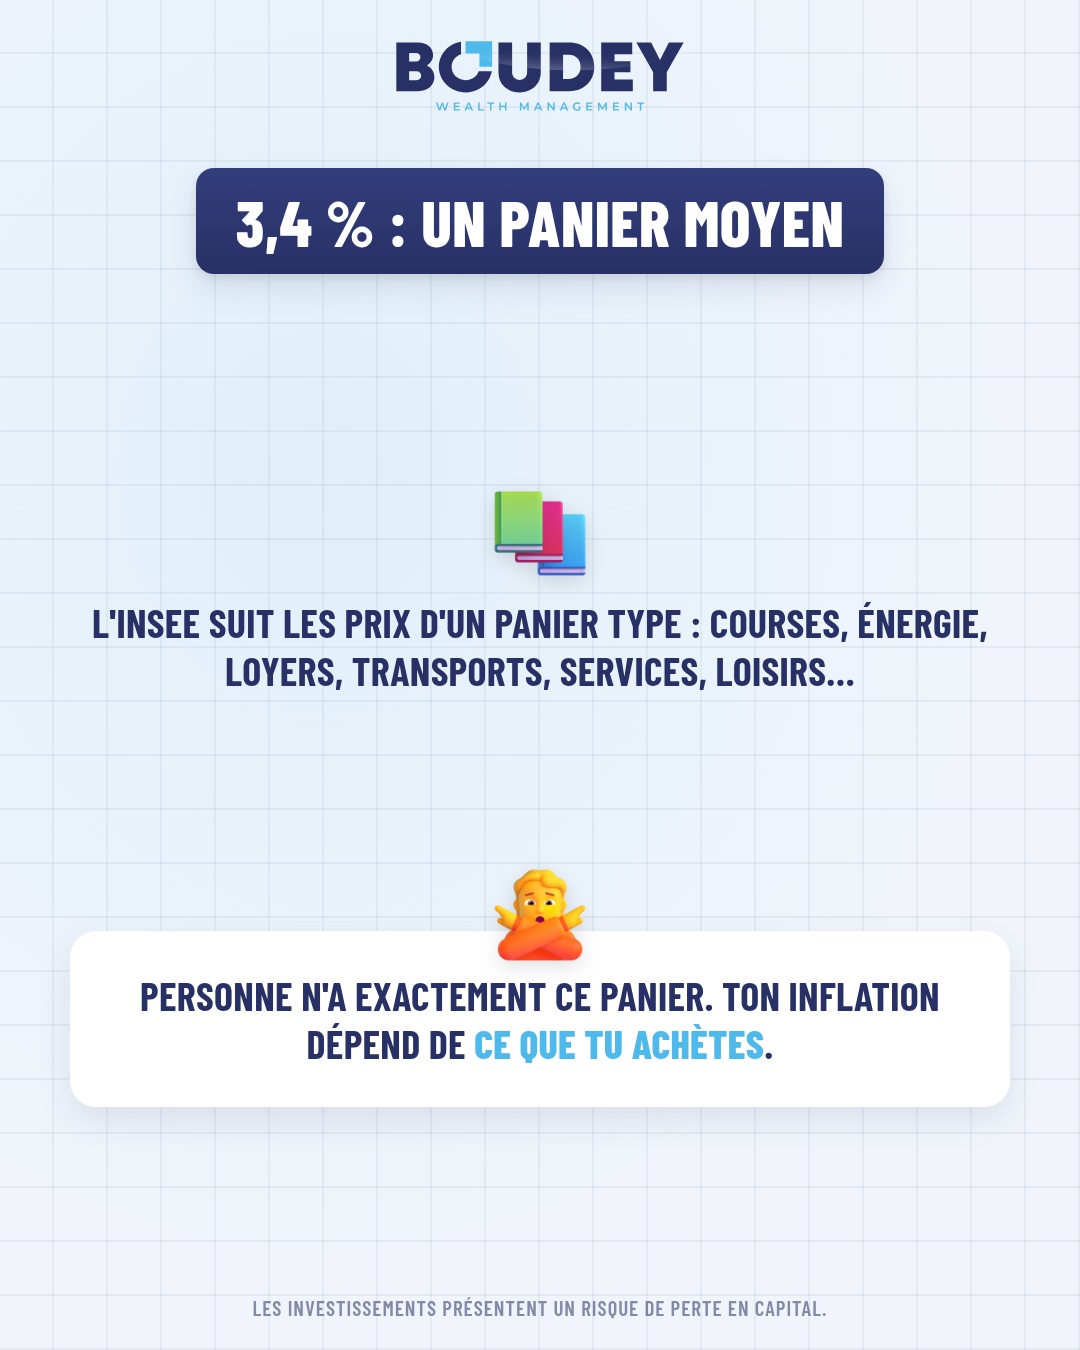 BOUDEY
WEALTH MANAGEMENT
3,4 % : UN PANIER MOYEN
L'INSEE SUIT LES PRIX D'UN PANIER TYPE : COURSES, ÉNERGIE,
LOYERS, TRANSPORTS, SERVICES, LOISIRS...
PERSONNE N'A EXACTEMENT CE PANIER. TON INFLATION
DÉPEND DE CE QUE TU ACHÈTES.
LES INVESTISSEMENTS PRÉSENTENT UN RISQUE DE PERTE EN CAPITAL.